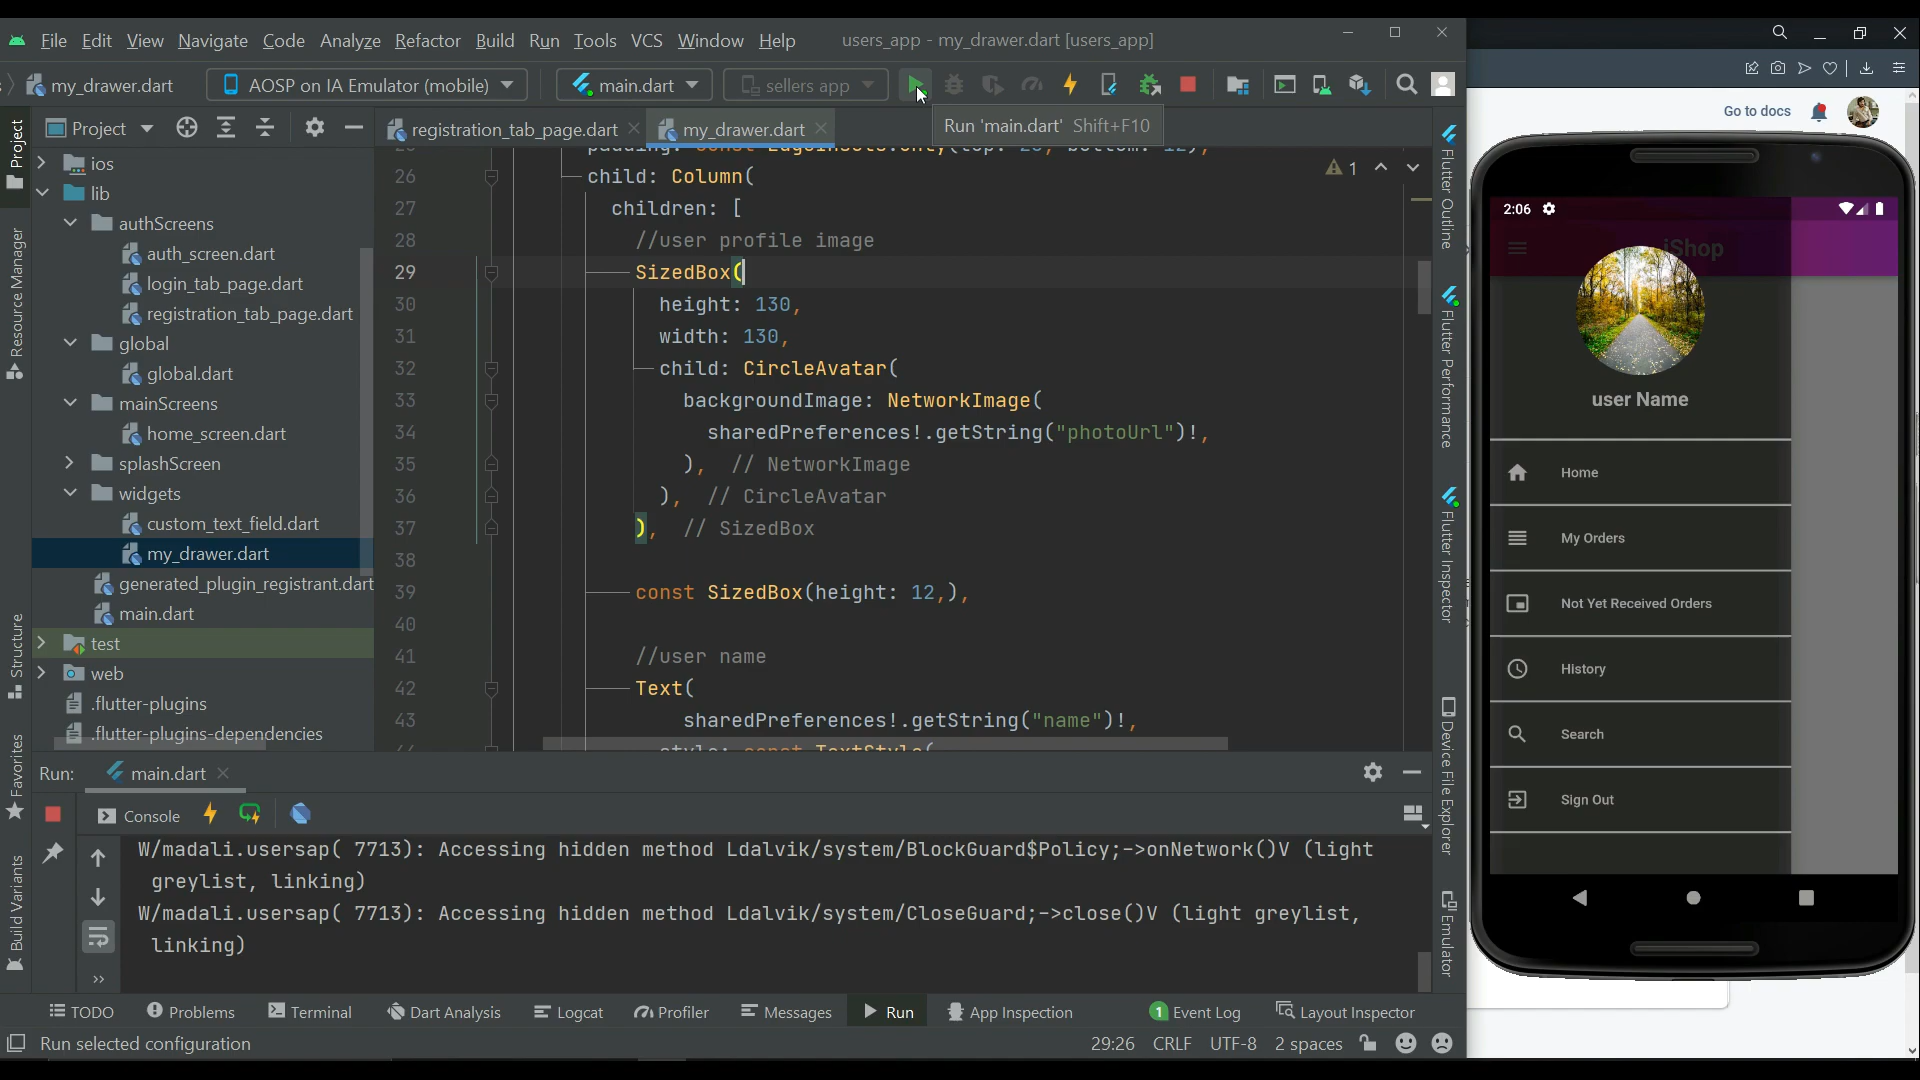 File Edit View Navigate Code Analyze Refactor Build Run Tools VCS Window Help users_app - my_drawer.dart [users_app]
my_drawer.dart AOSP on IA Emulator (mobile) main.dart sellers app
Project registration_tab_page.dart my_drawer.dart
Run 'main.dart' Shift+F10
ios
lib
authScreens
auth_screen.dart
login_tab_page.dart
registration_tab_page.dart
global
global.dart
mainScreens
home_screen.dart
splashScreen
widgets
custom_text_field.dart
my_drawer.dart
generated_plugin_registrant.dart
main.dart
test
web
.flutter-plugins
.flutter-plugins-dependencies
Project
Resource Manager
Structure
Favorites
Build Variants
1
26 child: Column(
27 children: [
28 //user profile image
29 SizedBox(
30 height: 130,
31 width: 130,
32 child: CircleAvatar(
33 backgroundImage: NetworkImage(
34 sharedPreferences!.getString("photoUrl")!,
35 ), // NetworkImage
36 ), // CircleAvatar
37 ), // SizedBox
38
39 const SizedBox(height: 12,),
40
41 //user name
42 Text(
43 sharedPreferences!.getString("name")!,
Flutter Outline
Flutter Performance
Flutter Inspector
Device File Explorer
Emulator
Run: main.dart
Console
W/madali.usersap( 7713): Accessing hidden method Ldalvik/system/BlockGuard$Policy;->onNetwork()V (light
greylist, linking)
W/madali.usersap( 7713): Accessing hidden method Ldalvik/system/CloseGuard;->close()V (light greylist,
linking)
TODO Problems Terminal Dart Analysis Logcat Profiler Messages Run App Inspection 1 Event Log Layout Inspector
Run selected configuration 29:26 CRLF UTF-8 2 spaces
Go to docs
2:06
iShop
user Name
Home
My Orders
Not Yet Received Orders
History
Search
Sign Out